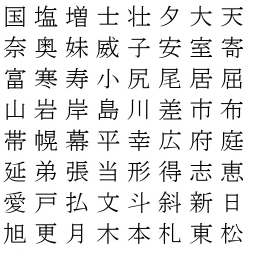 国塩増士壮夕大天
奈奥妹威子安室寄
富寒寿小尻尾居屈
山岩岸島川差市布
帯幌幕平幸広府庭
延弟張当形得志恵
愛戸払文斗斜新日
旭更月木本札東松